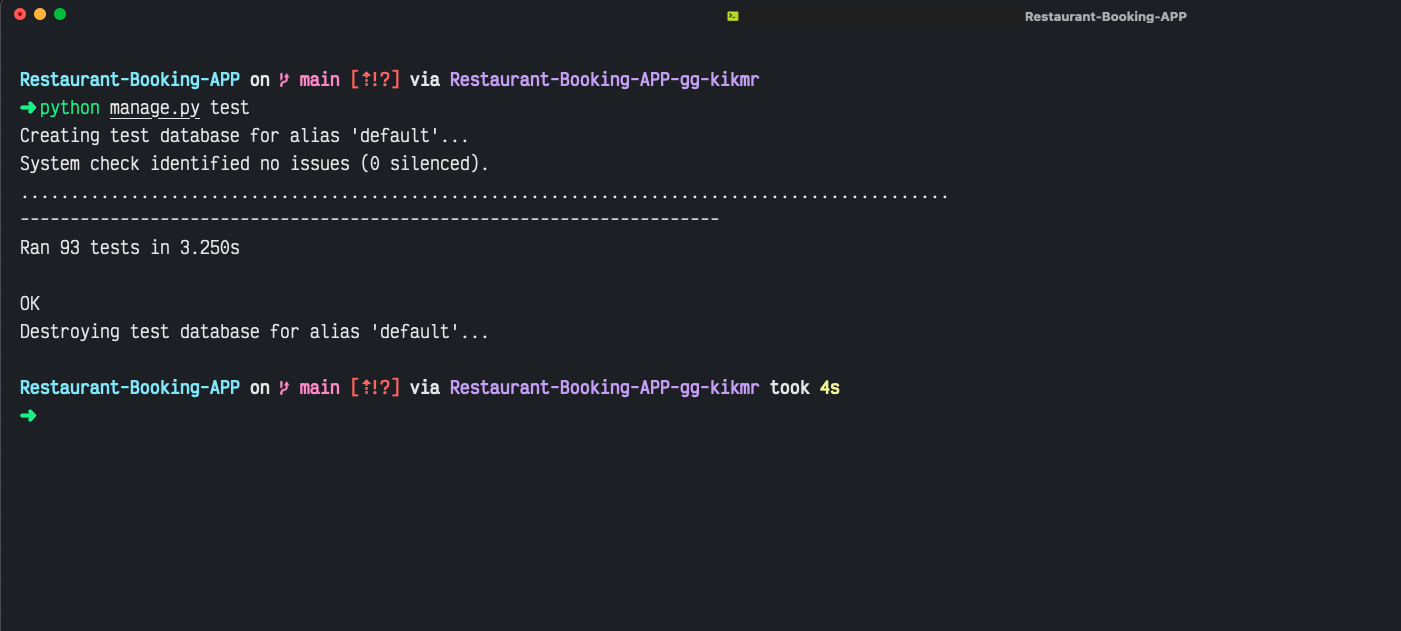 Restaurant-Booking-APP
Restaurant-Booking-APP on main [⇡!?] via Restaurant-Booking-APP-gg-kikmr
➜ python manage.py test
Creating test database for alias 'default'...
System check identified no issues (0 silenced).
.............................................................................................
----------------------------------------------------------------------
Ran 93 tests in 3.250s
OK
Destroying test database for alias 'default'...
Restaurant-Booking-APP on main [⇡!?] via Restaurant-Booking-APP-gg-kikmr took 4s
➜